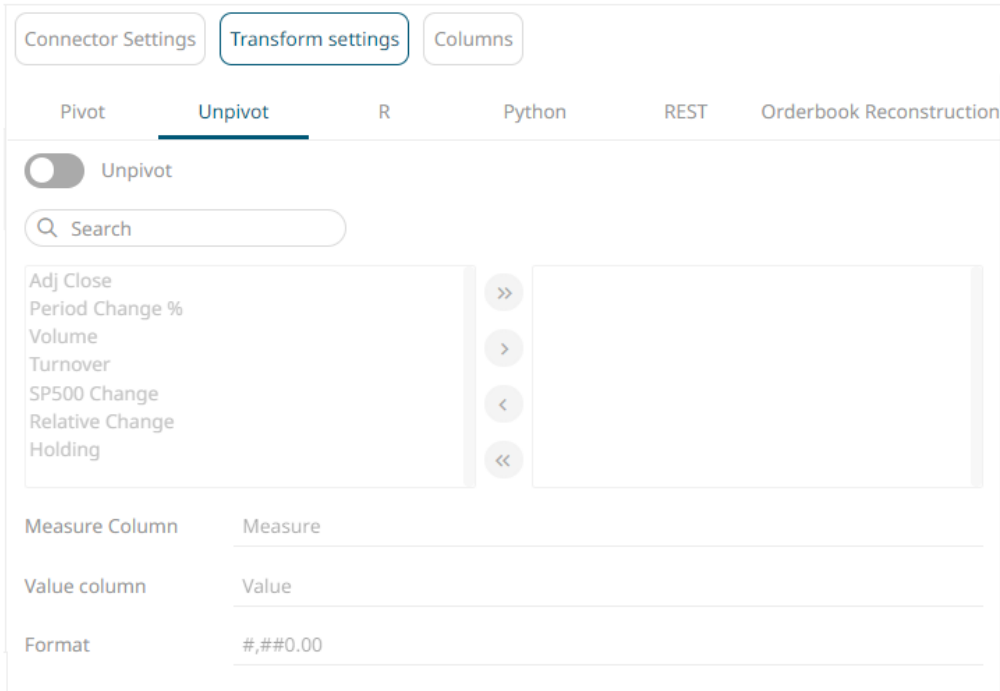 Connector Settings Transform settings Columns
Pivot Unpivot R Python REST Orderbook Reconstruction
Unpivot
Search
Adj Close
Period Change %
Volume
Turnover
SP500 Change
Relative Change
Holding
Measure Column Measure
Value column Value
Format #,##0.00